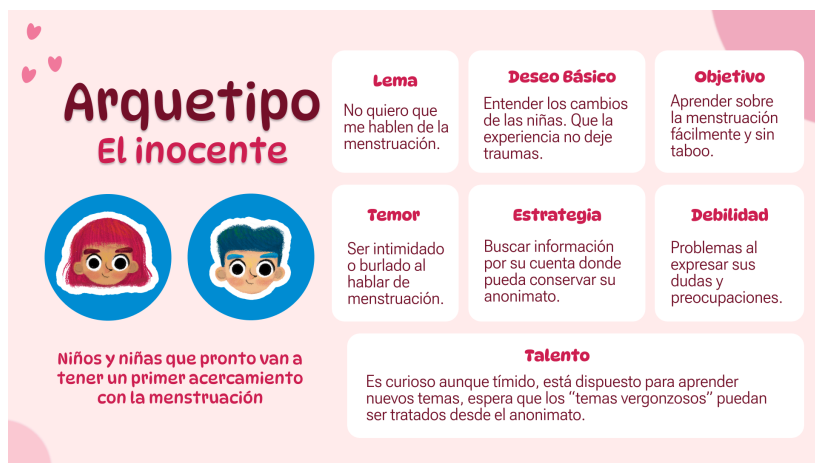 Arquetipo
El inocente
Niños y niñas que pronto van a
tener un primer acercamiento
con la menstruación
Lema
No quiero que
me hablen de la
menstruación.
Deseo Básico
Entender los cambios
de las niñas. Que la
experiencia no deje
traumas.
Objetivo
Aprender sobre
la menstruación
fácilmente y sin
taboo.
Temor
Ser intimidado
o burlado al
hablar de
menstruación.
Estrategia
Buscar información
por su cuenta donde
pueda conservar su
anonimato.
Debilidad
Problemas al
expresar sus
dudas y
preocupaciones.
Talento
Es curioso aunque tímido, está dispuesto para aprender
nuevos temas, espera que los “temas vergonzosos” puedan
ser tratados desde el anonimato.